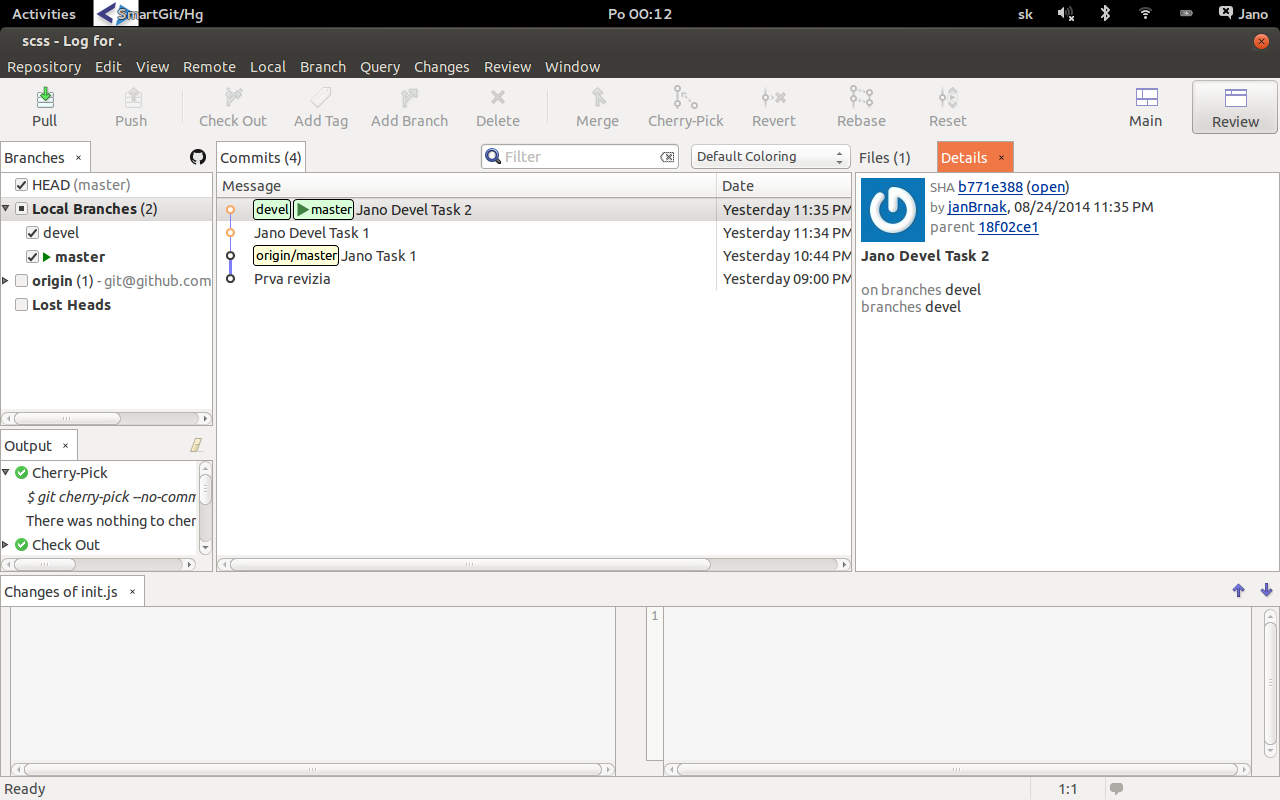 Activities SmartGit/Hg Po 00:12 sk Jano
scss - Log for .
Repository Edit View Remote Local Branch Query Changes Review Window
Pull Push Check Out Add Tag Add Branch Delete Merge Cherry-Pick Revert Rebase Reset Main Review
Branches × Commits (4) Filter Default Coloring Files (1) Details ×
HEAD (master)
Local Branches (2)
devel
master
origin (1) - git@github.com
Lost Heads
Message Date
devel master Jano Devel Task 2 Yesterday 11:35 PM
Jano Devel Task 1 Yesterday 11:34 PM
origin/master Jano Task 1 Yesterday 10:44 PM
Prva revizia Yesterday 09:00 PM
SHA b771e388 (open)
by janBrnak, 08/24/2014 11:35 PM
parent 18f02ce1
Jano Devel Task 2
on branches devel
branches devel
Output ×
Cherry-Pick
$ git cherry-pick --no-comm
There was nothing to cher
Check Out
Changes of init.js ×
1
Ready 1:1